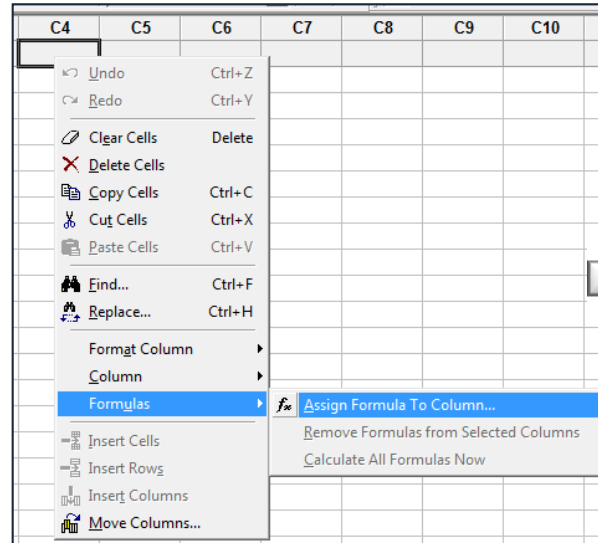 C4 C5 C6 C7 C8 C9 C10
Undo Ctrl+Z
Redo Ctrl+Y
Clear Cells Delete
Delete Cells
Copy Cells Ctrl+C
Cut Cells Ctrl+X
Paste Cells Ctrl+V
Find... Ctrl+F
Replace... Ctrl+H
Format Column
Column
Formulas
fx Assign Formula To Column...
Remove Formulas from Selected Columns
Calculate All Formulas Now
Insert Cells
Insert Rows
Insert Columns
Move Columns...